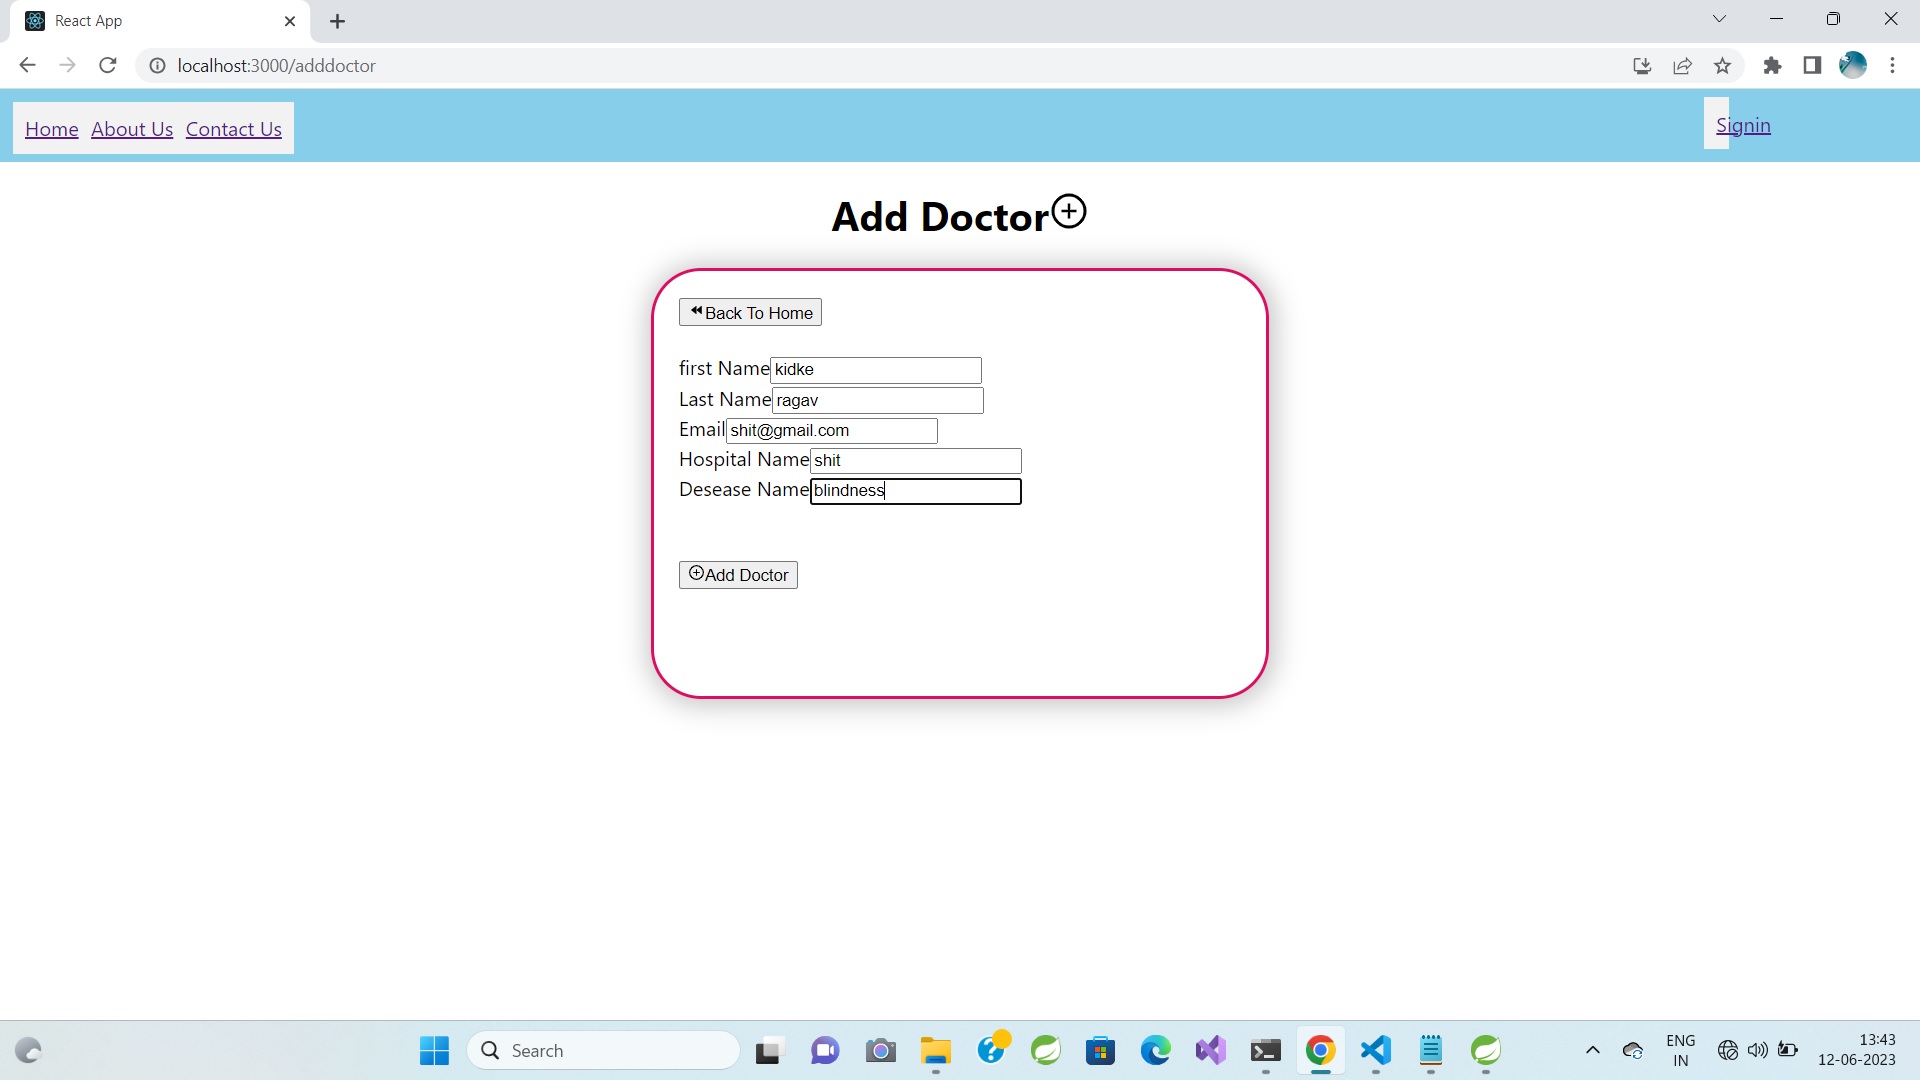 React App
localhost:3000/adddoctor
Home About Us Contact Us
Signin
Add Doctor
Back To Home
first Name kidke
Last Name ragav
Email shit@gmail.com
Hospital Name shit
Desease Name blindness
Add Doctor
Search
ENG
IN
13:43
12-06-2023